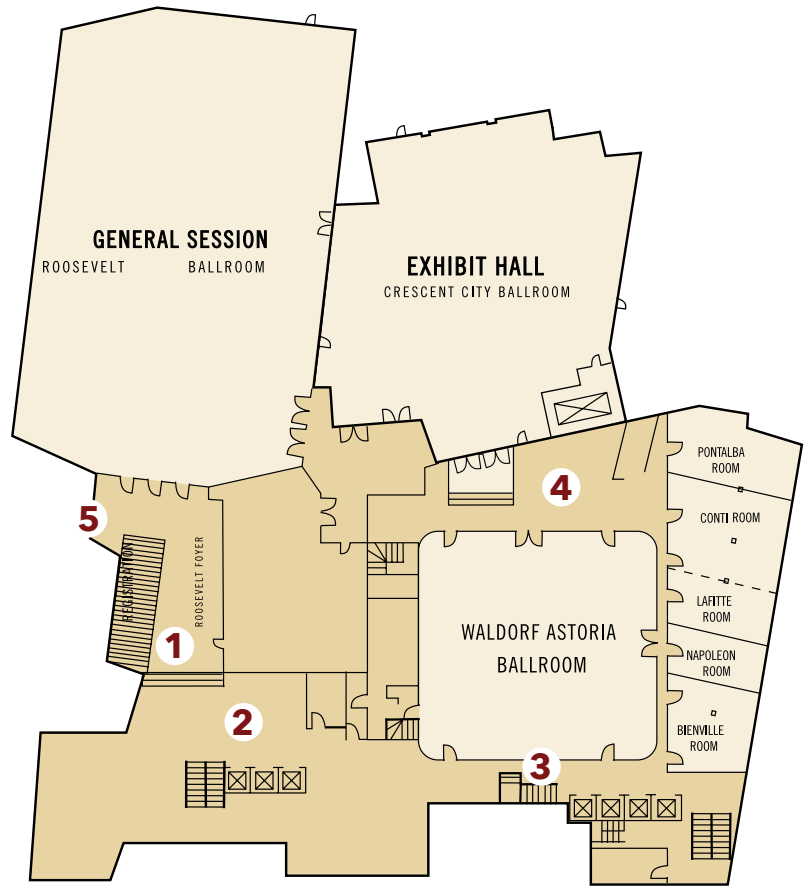 GENERAL SESSION
ROOSEVELT BALLROOM
EXHIBIT HALL
CRESCENT CITY BALLROOM
PONTALBA
ROOM
4
CONTI ROOM
5
REGISTRATION
ROOSEVELT FOYER
LAFITTE
ROOM
WALDORF ASTORIA
BALLROOM
1
NAPOLEON
ROOM
2
BIENVILLE
ROOM
3